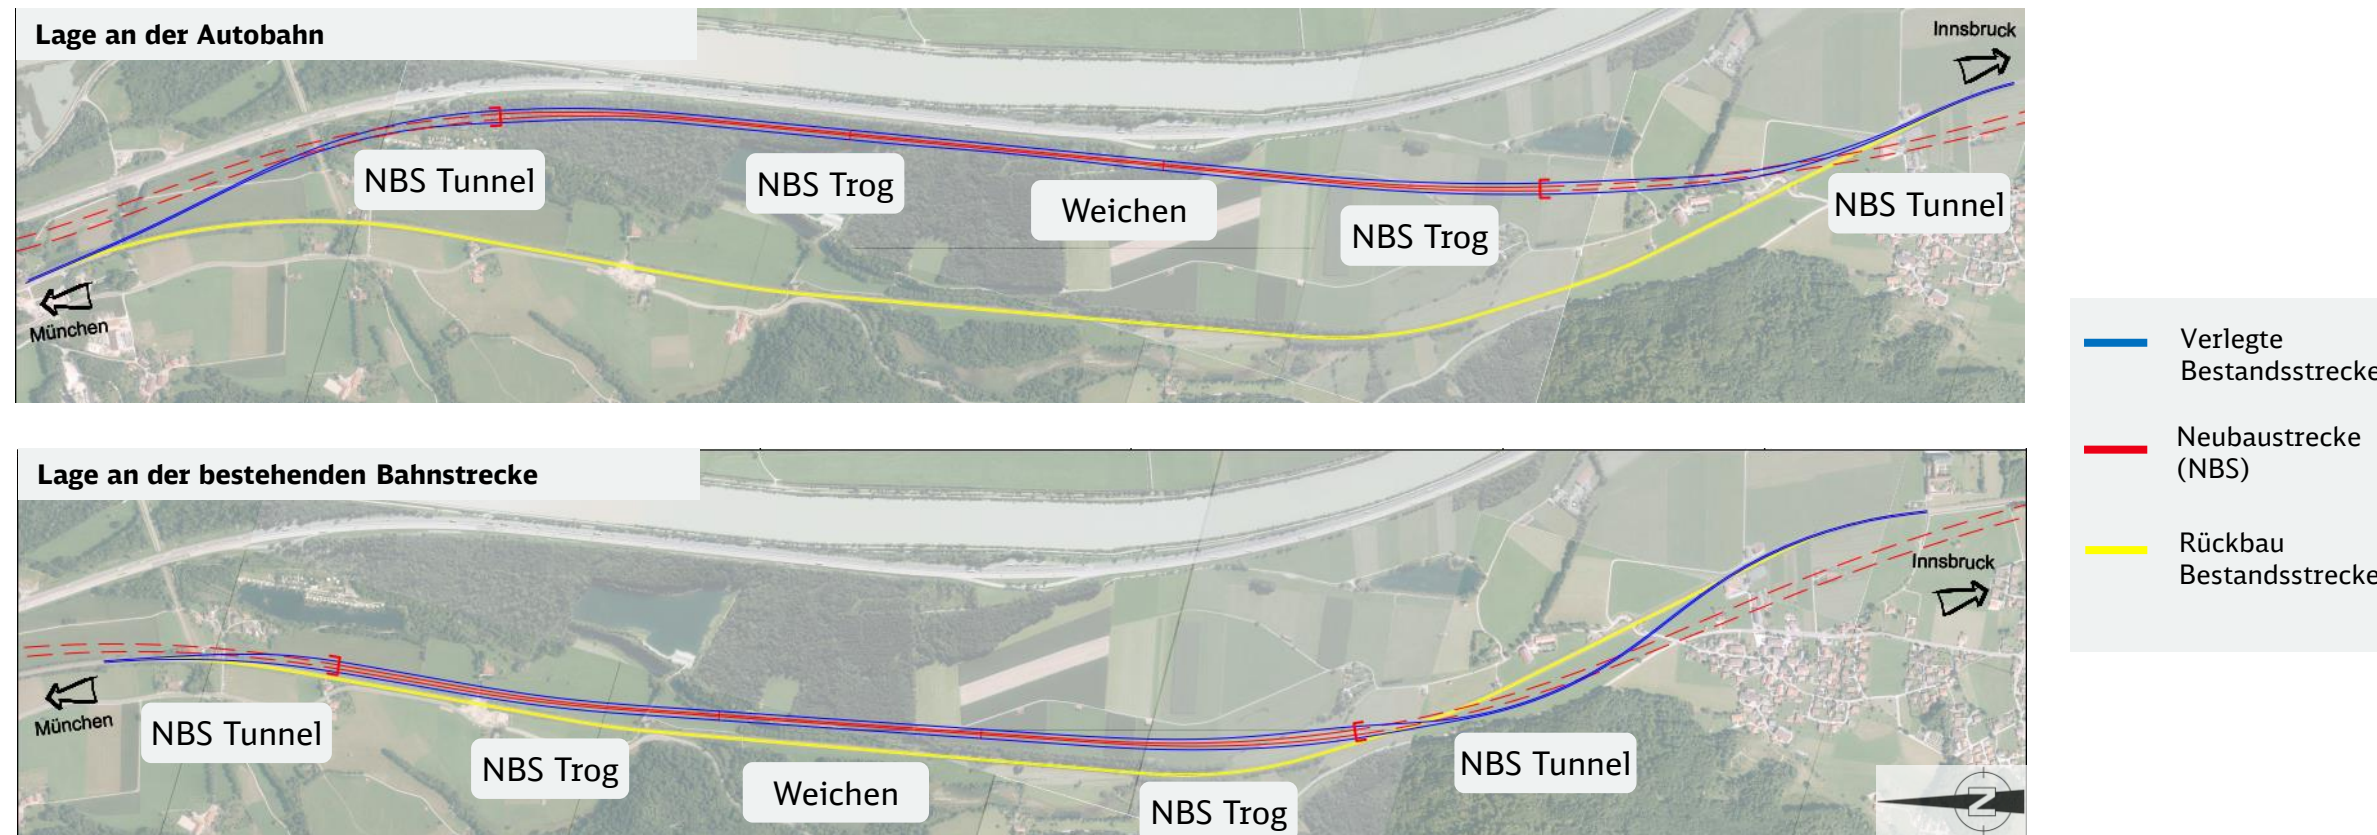 Lage an der Autobahn
Innsbruck
NBS Tunnel
NBS Trog
Weichen
NBS Trog
NBS Tunnel
München
Verlegte
Bestandsstrecke
Neubaustrecke
(NBS)
Rückbau
Bestandsstrecke
Lage an der bestehenden Bahnstrecke
Innsbruck
München
NBS Tunnel
NBS Trog
Weichen
NBS Trog
NBS Tunnel
N